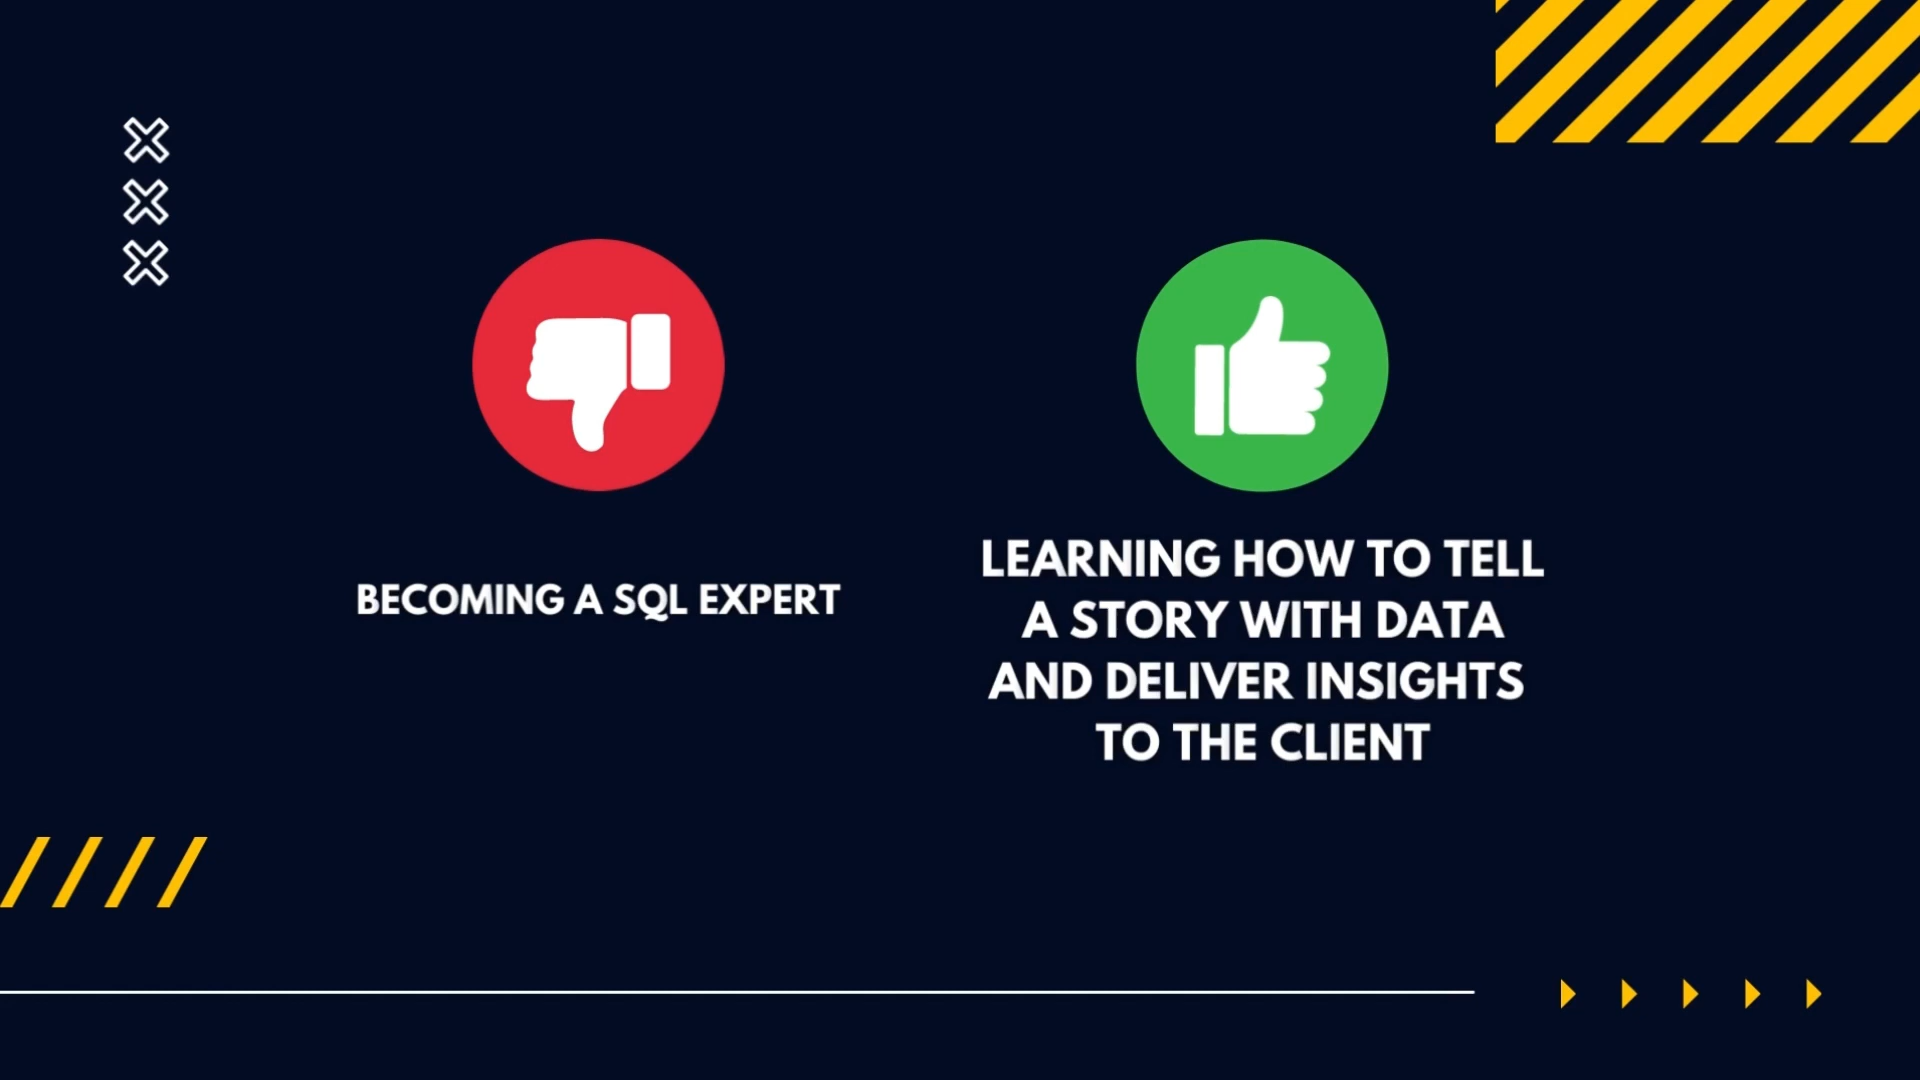 BECOMING A SQL EXPERT
LEARNING HOW TO TELL
A STORY WITH DATA
AND DELIVER INSIGHTS
TO THE CLIENT